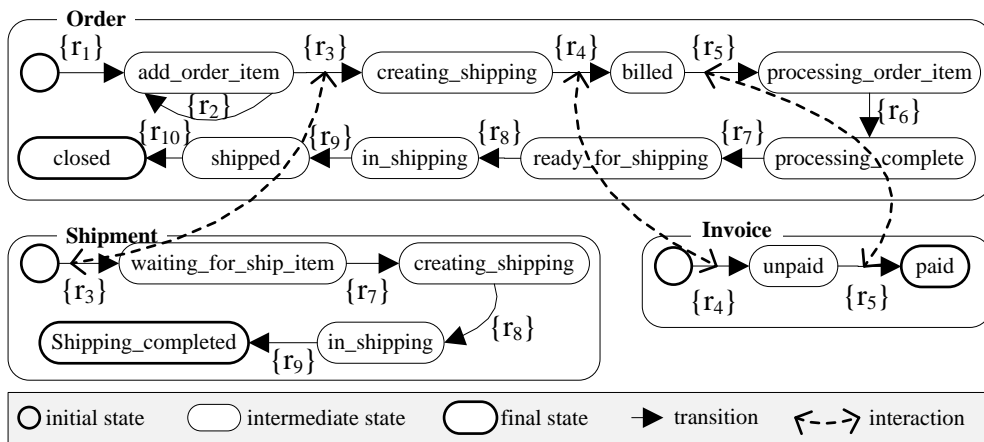 Order
{r1} {r3} {r4} {r5}
add_order_item creating_shipping billed processing_order_item
{r2} {r6}
{r10} {r9} {r8} {r7}
closed shipped in_shipping ready_for_shipping processing_complete
Shipment
waiting_for_ship_item creating_shipping
{r3} {r7}
{r8}
Shipping_completed in_shipping
{r9}
Invoice
unpaid paid
{r4} {r5}
initial state intermediate state final state transition interaction